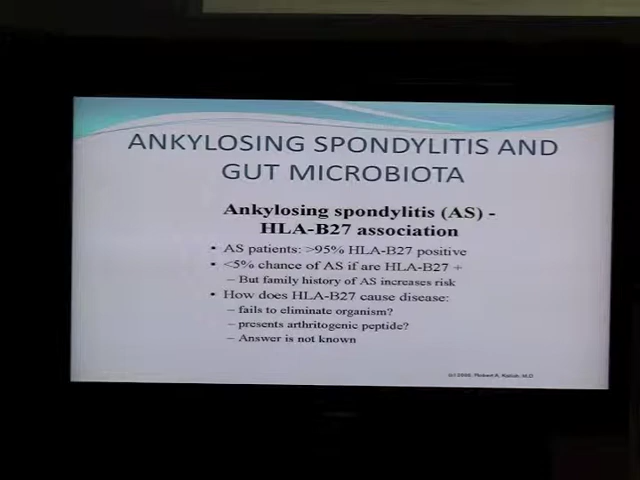 ANKYLOSING SPONDYLITIS AND
GUT MICROBIOTA
Ankylosing spondylitis (AS) -
HLA-B27 association
• AS patients: >95% HLA-B27 positive
• <5% chance of AS if are HLA-B27 +
– But family history of AS increases risk
• How does HLA-B27 cause disease:
– fails to eliminate organism?
– presents arthritogenic peptide?
– Answer is not known
Robert A.
M.D